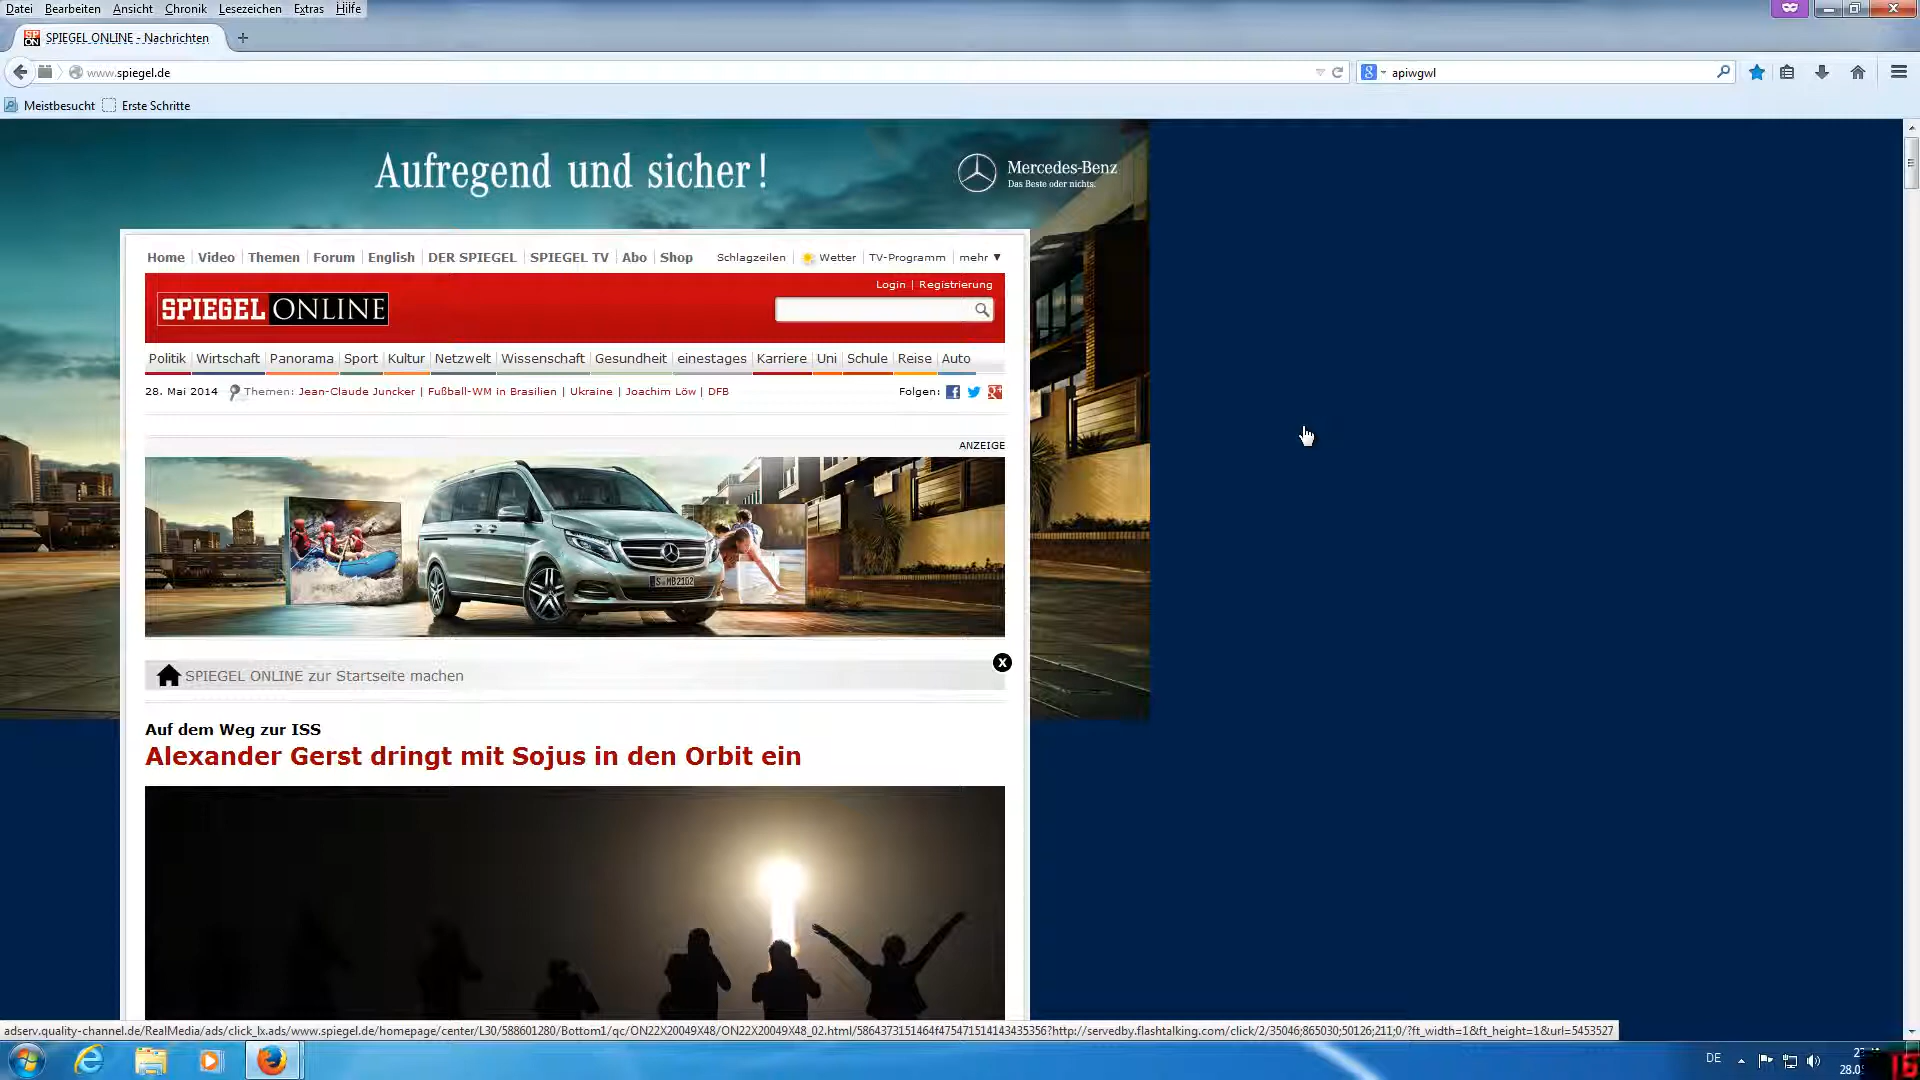 Datei Bearbeiten Ansicht Chronik Lesezeichen Extras Hilfe
SPIEGEL ONLINE - Nachrichten
www.spiegel.de
apiwgwl
Meistbesucht Erste Schritte
Aufregend und sicher!
Mercedes-Benz
Das Beste oder nichts.
Home Video Themen Forum English DER SPIEGEL SPIEGEL TV Abo Shop Schlagzeilen Wetter TV-Programm mehr ▼
Login | Registrierung
SPIEGEL ONLINE
Politik Wirtschaft Panorama Sport Kultur Netzwelt Wissenschaft Gesundheit einestages Karriere Uni Schule Reise Auto
28. Mai 2014 Themen: Jean-Claude Juncker | Fußball-WM in Brasilien | Ukraine | Joachim Löw | DFB Folgen:
ANZEIGE
S MB2102
SPIEGEL ONLINE zur Startseite machen
X
Auf dem Weg zur ISS
Alexander Gerst dringt mit Sojus in den Orbit ein
adserv.quality-channel.de/RealMedia/ads/click_lx.ads/www.spiegel.de/homepage/center/L30/588601280/Bottom1/qc/ON22X20049X48/ON22X20049X48_02.html/5864373151464f475471514143435356?http://servedby.flashtalking.com/click/2/35046;865030;50126;211;0/?ft_width=1&ft_height=1&url=5453527
DE